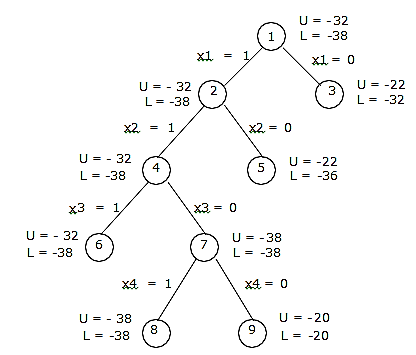 U = -32
1
L = -38
x1 = 1
x1 = 0
U = - 32
2
L = -38
3
U = -22
L = -32
x2 = 1
x2 = 0
U = - 32
L = -38
4
5
U = -22
L = -36
x3 = 1
x3 = 0
U = - 32
L = -38
6
7
U = -38
L = -38
x4 = 1
x4 = 0
U = - 38
L = -38
8
9
U = -20
L = -20